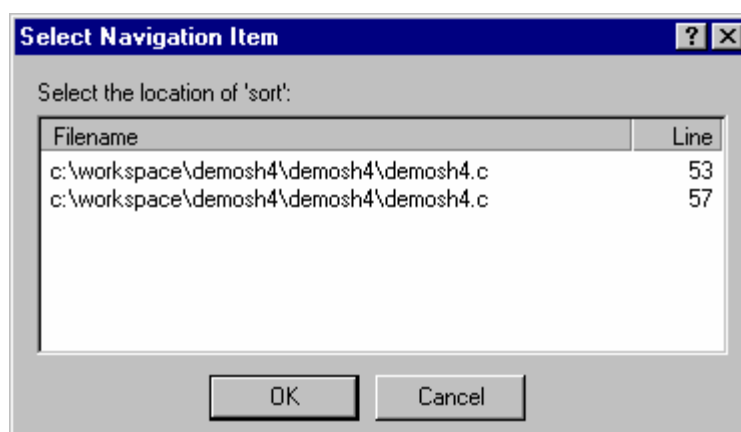 Select Navigation Item ? X
Select the location of 'sort':
Filename Line
c:\workspace\demosh4\demosh4\demosh4.c 53
c:\workspace\demosh4\demosh4\demosh4.c 57
OK Cancel